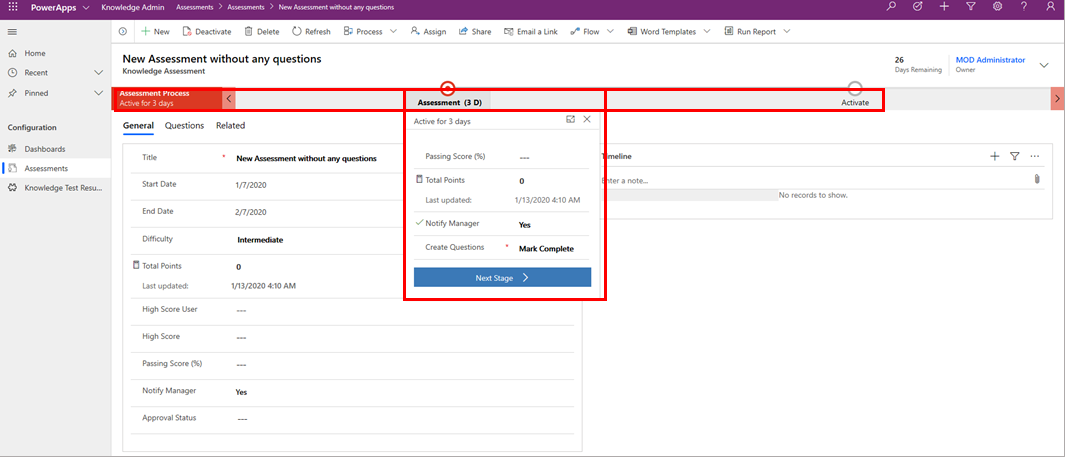 PowerApps
Knowledge Admin
Assessments > Assessments > New Assessment without any questions
New
Deactivate
Delete
Refresh
Process
Assign
Share
Email a Link
Flow
Word Templates
Run Report
Home
Recent
Pinned
Configuration
Dashboards
Assessments
Knowledge Test Resu...
New Assessment without any questions
Knowledge Assessment
26
Days Remaining
MOD Administrator
Owner
Assessment Process
Active for 3 days
Assessment (3 D)
Activate
General
Questions
Related
Title * New Assessment without any questions
Start Date 1/7/2020
End Date 2/7/2020
Difficulty Intermediate
Total Points 0
Last updated: 1/13/2020 4:10 AM
High Score User ---
High Score ---
Passing Score (%) ---
Notify Manager Yes
Approval Status ---
Active for 3 days
Passing Score (%) ---
Total Points 0
Last updated: 1/13/2020 4:10 AM
Notify Manager Yes
Create Questions * Mark Complete
Next Stage
Timeline
Enter a note...
No records to show.